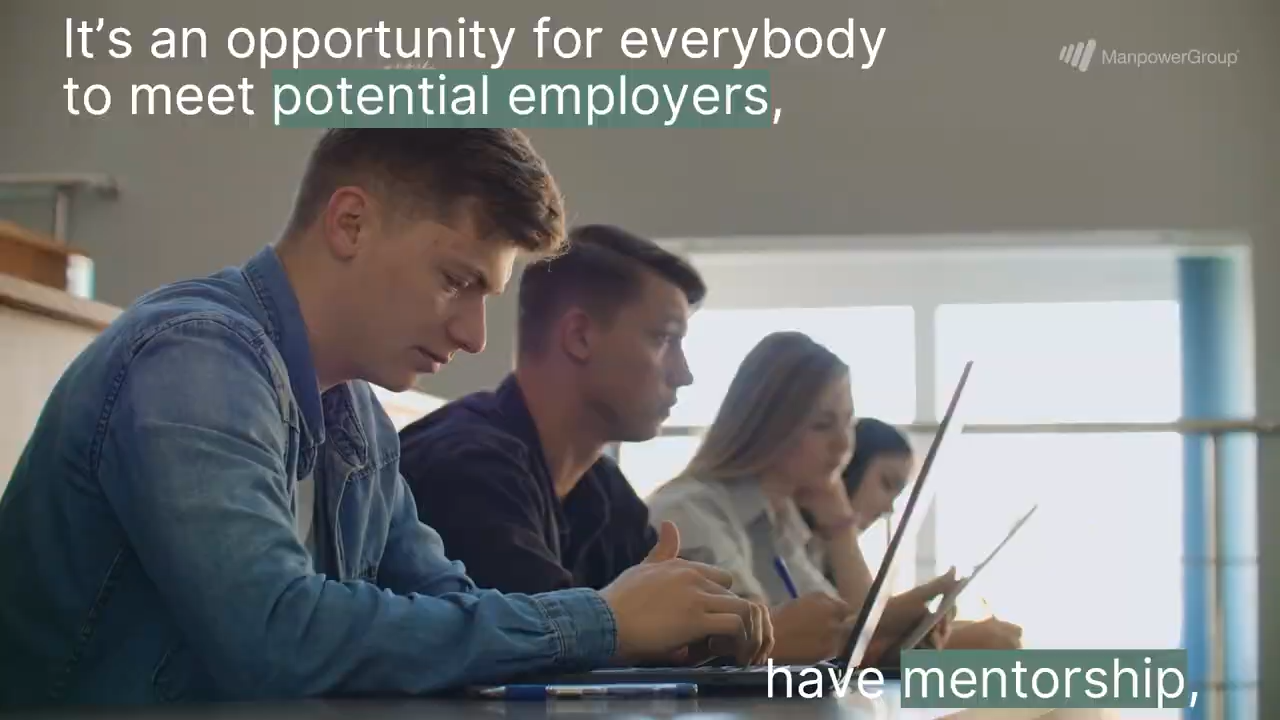 It's an opportunity for everybody
ManpowerGroup
to meet potential employers,
have mentorship,